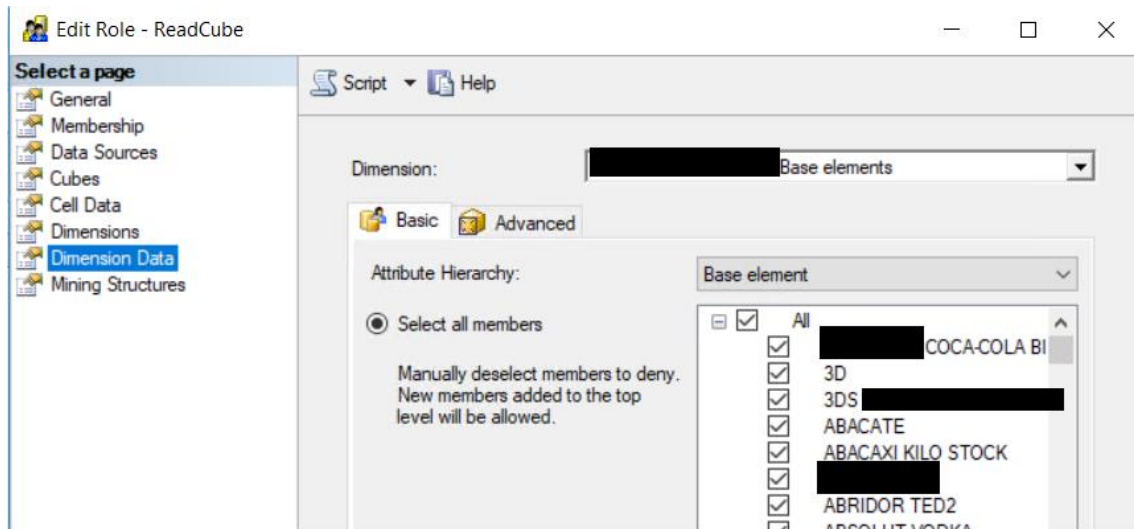 Edit Role - ReadCube
Select a page
General
Membership
Data Sources
Cubes
Cell Data
Dimensions
Dimension Data
Mining Structures
Script
Help
Dimension:
Base elements
Basic
Advanced
Attribute Hierarchy:
Base element
Select all members
Manually deselect members to deny.
New members added to the top
level will be allowed.
All
COCA-COLA BI
3D
3DS
ABACATE
ABACAXI KILO STOCK
ABRIDOR TED2
ABSOLUT VODKA